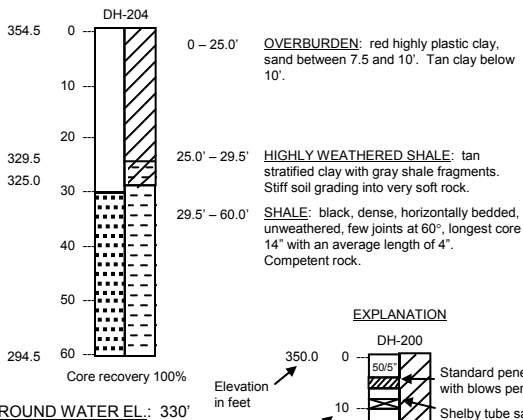 DH-204
354.5 0
10
20
329.5
325.0
30
40
50
294.5 60
Core recovery 100%
0 – 25.0' OVERBURDEN: red highly plastic clay,
sand between 7.5 and 10'. Tan clay below
10'.
25.0' – 29.5' HIGHLY WEATHERED SHALE: tan
stratified clay with gray shale fragments.
Stiff soil grading into very soft rock.
29.5' – 60.0' SHALE: black, dense, horizontally bedded,
unweathered, few joints at 60°, longest core
14" with an average length of 4".
Competent rock.
EXPLANATION
DH-200
350.0 0
50/5"
Standard
with blows
Elevation
in feet
10
Shelby tube
WATER EL.: 330'